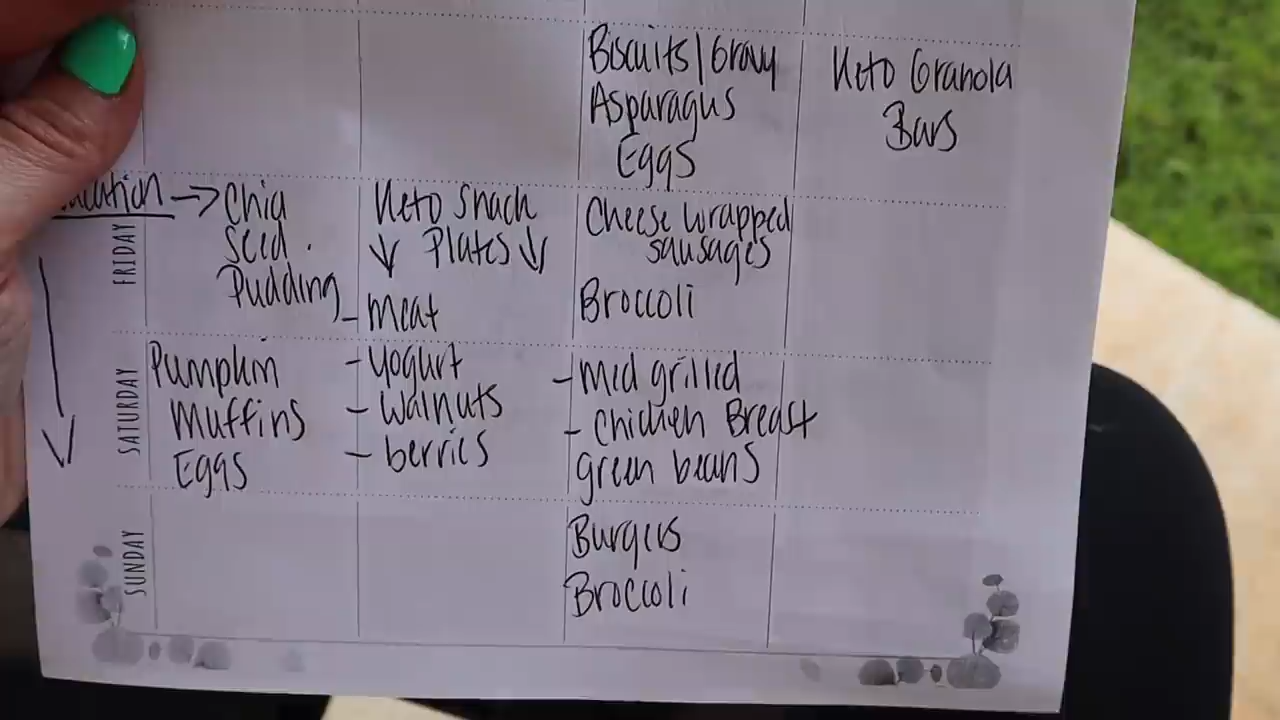 Biscuits/Gravy
Asparagus
Eggs
Keto Granola
Bars
FRIDAY
→ Chia
Seed
Pudding
Keto Snack
↓ Plates ↓
- Meat
Cheese Wrapped
Sausages
Broccoli
SATURDAY
Pumpkin
Muffins
Eggs
- Yogurt
- Walnuts
- berries
- Med grilled
- Chicken Breast
green beans
SUNDAY
Burgers
Broccoli